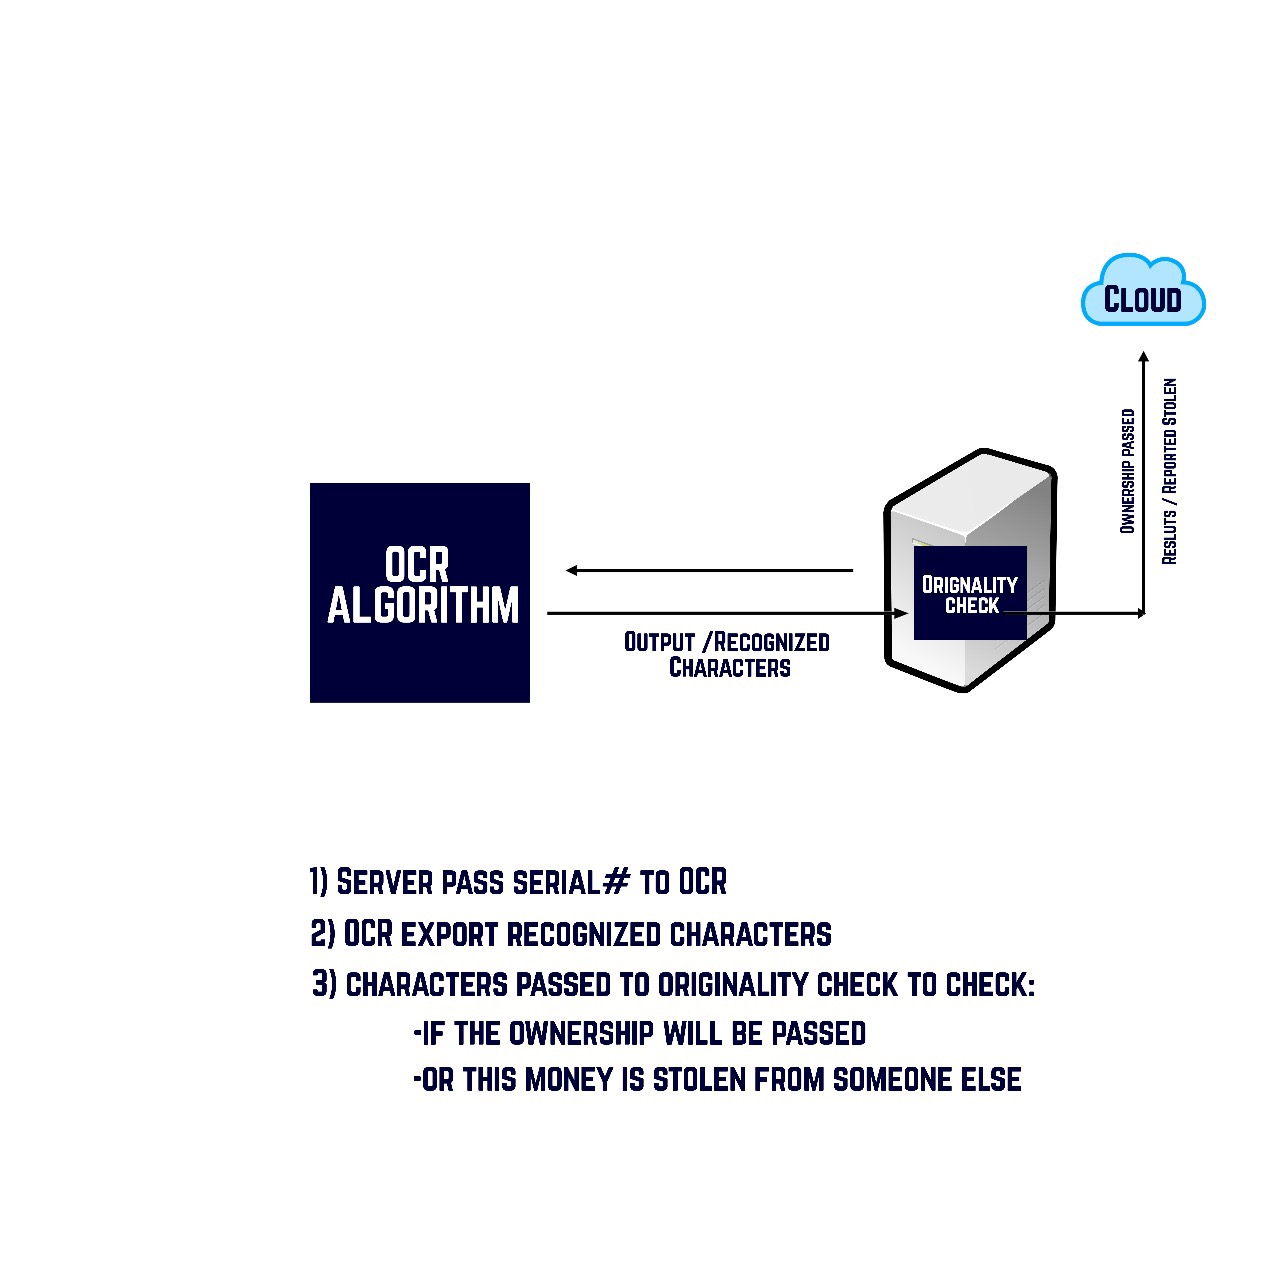 Cloud
Ownership passed
Resluts / Reported Stolen
OCR
Algorithm
Orignality
check
Output /Recognized
Characters
1) Server pass serial# to OCR
2) OCR export recognized characters
3) characters passed to originality check to check:
-if the ownership will be passed
-or this money is stolen from someone else